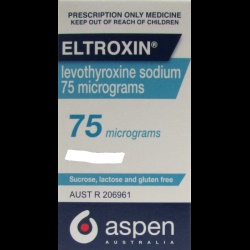 PRESCRIPTION ONLY MEDICINE
KEEP OUT OF REACH OF CHILDREN
ELTROXIN®
levothyroxine sodium
75 micrograms
75 micrograms
Sucrose, lactose and gluten free
AUST R 206961
aspen
AUSTRALIA